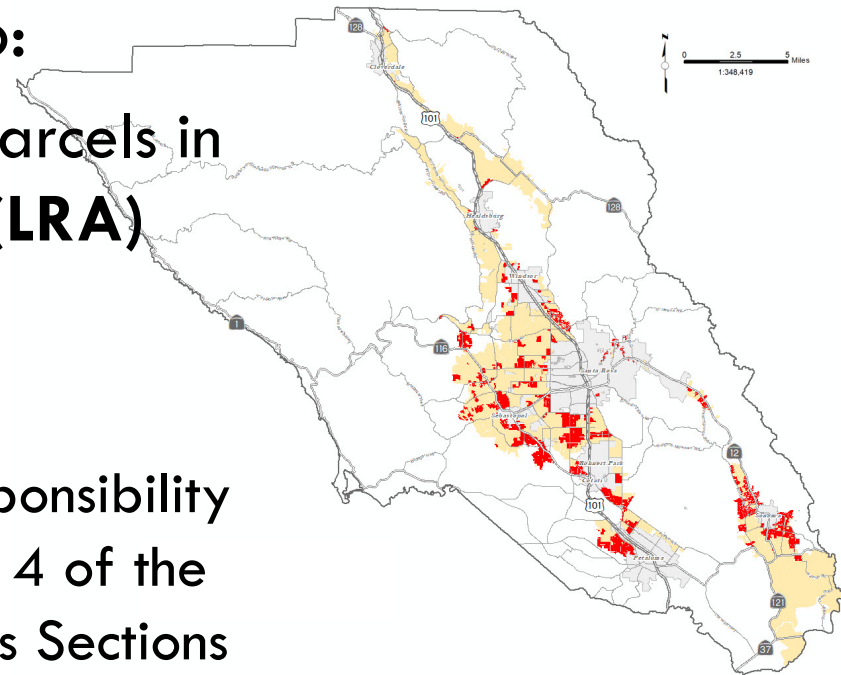 o:
arcels in
(LRA)
ponsibility
4 of the
s Sections
N
0 2.5 5
Miles
1:348,419
128
Cloverdale
101
128
Healdsburg
Windsor
1
116
Santa Rosa
Sebastopol
12
Rohnert Park
Cotati
101
Sonoma
Petaluma
121
37